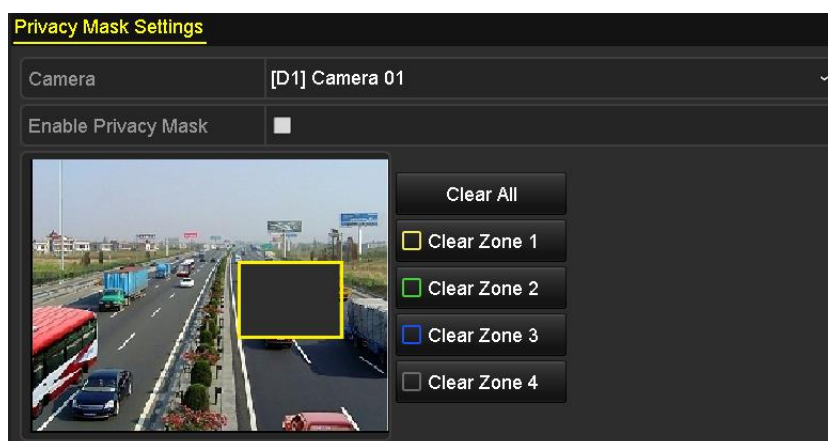 Privacy Mask Settings
Camera [D1] Camera 01
Enable Privacy Mask
Clear All
Clear Zone 1
Clear Zone 2
Clear Zone 3
Clear Zone 4